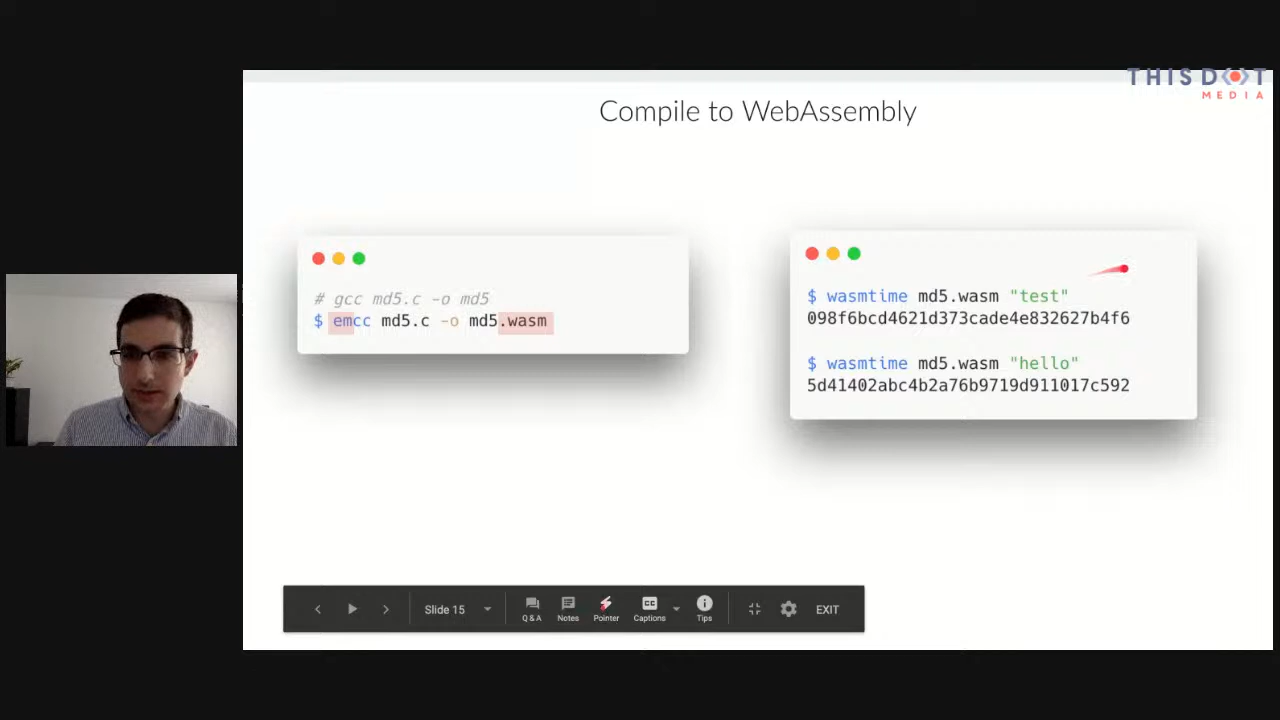 THIS DOT
MEDIA
Compile to WebAssembly
# gcc md5.c -o md5
$ emcc md5.c -o md5.wasm
$ wasmtime md5.wasm "test"
098f6bcd4621d373cade4e832627b4f6
$ wasmtime md5.wasm "hello"
5d41402abc4b2a76b9719d911017c592
Slide 15
Q & A
Notes
Pointer
CC
Captions
Tips
EXIT